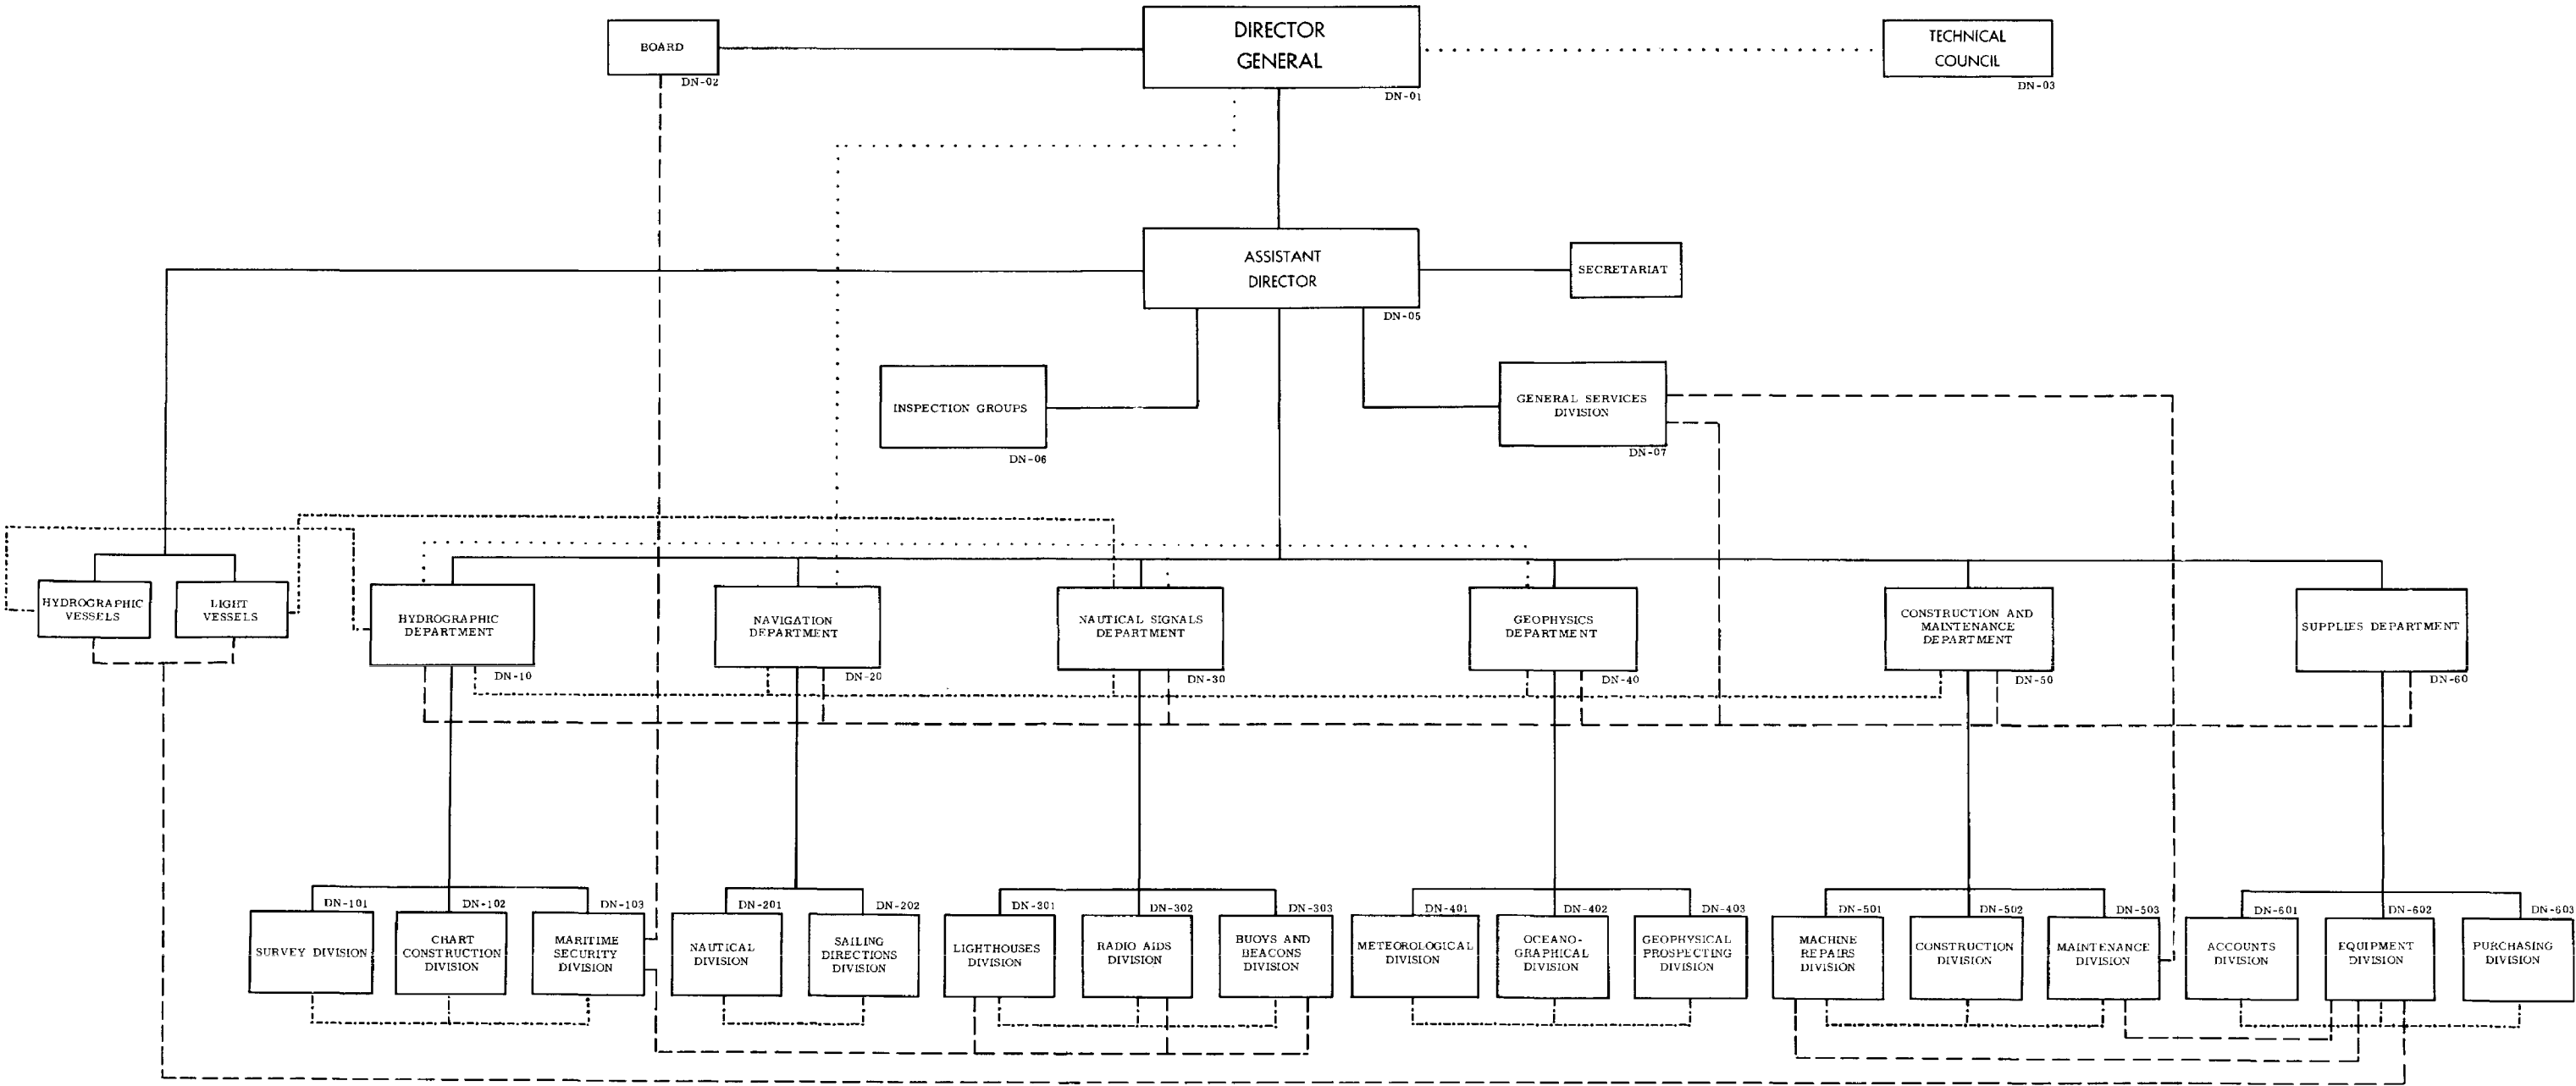 DIRECTOR
GENERAL
DN-01
BOARD
DN-02
TECHNICAL
COUNCIL
DN-03
ASSISTANT
DIRECTOR
DN-05
SECRETARIAT
INSPECTION GROUPS
DN-06
GENERAL SERVICES
DIVISION
DN-07
HYDROGRAPHIC
VESSELS
LIGHT
VESSELS
HYDROGRAPHIC
DEPARTMENT
DN-10
NAVIGATION
DEPARTMENT
DN-20
NAUTICAL SIGNALS
DEPARTMENT
DN-30
GEOPHYSICS
DEPARTMENT
DN-40
CONSTRUCTION AND
MAINTENANCE
DEPARTMENT
DN-50
SUPPLIES DEPARTMENT
DN-60
DN-101
SURVEY DIVISION
DN-102
CHART
CONSTRUCTION
DIVISION
DN-103
MARITIME
SECURITY
DIVISION
DN-201
NAUTICAL
DIVISION
DN-202
SAILING
DIRECTIONS
DIVISION
DN-301
LIGHTHOUSES
DIVISION
DN-302
RADIO AIDS
DIVISION
DN-303
BUOYS AND
BEACONS
DIVISION
DN-401
METEOROLOGICAL
DIVISION
DN-402
OCEANO-
GRAPHICAL
DIVISION
DN-403
GEOPHYSICAL
PROSPECTING
DIVISION
DN-501
MACHINE
REPAIRS
DIVISION
DN-502
CONSTRUCTION
DIVISION
DN-503
MAINTENANCE
DIVISION
DN-601
ACCOUNTS
DIVISION
DN-602
EQUIPMENT
DIVISION
DN-603
PURCHASING
DIVISION